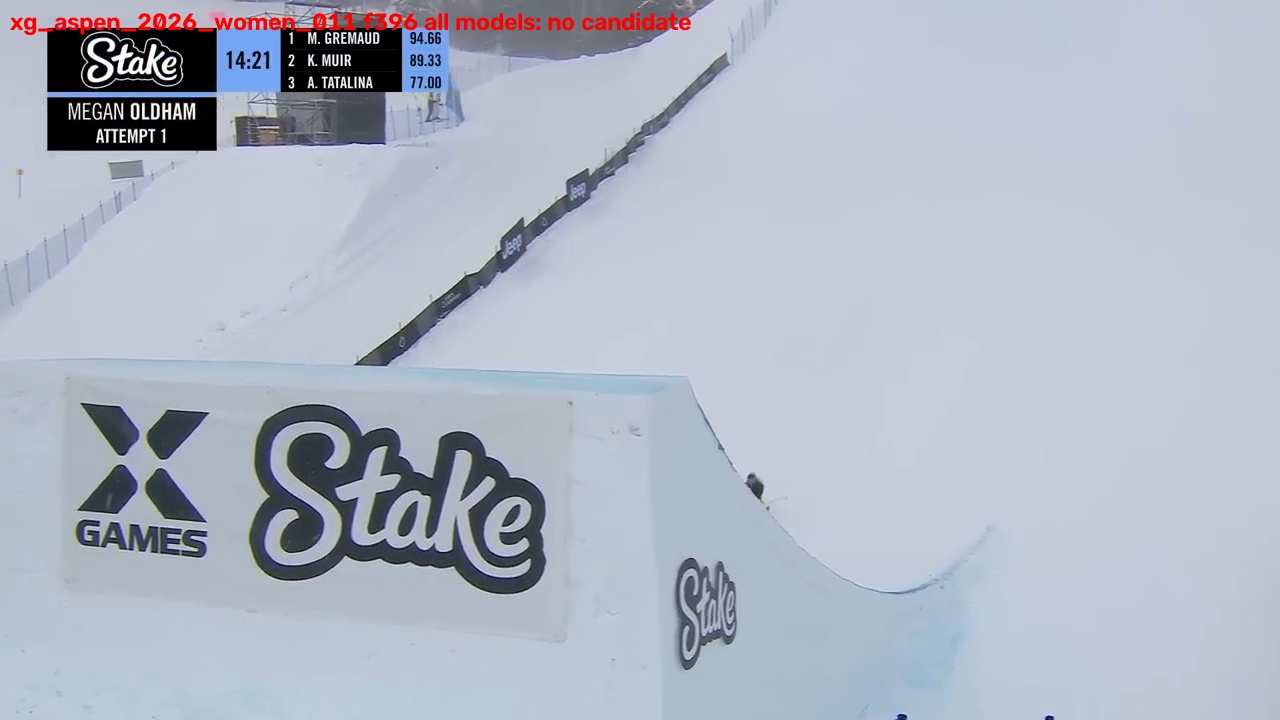 xg_aspen_2026_women_011 f396 all models: no candidate
Stake
14:21
1 M. GREMAUD 94.66
2 K. MUIR 89.33
3 A. TATALINA 77.00
MEGAN OLDHAM
ATTEMPT 1
Jeep
Jeep
X
GAMES
Stake
Stake